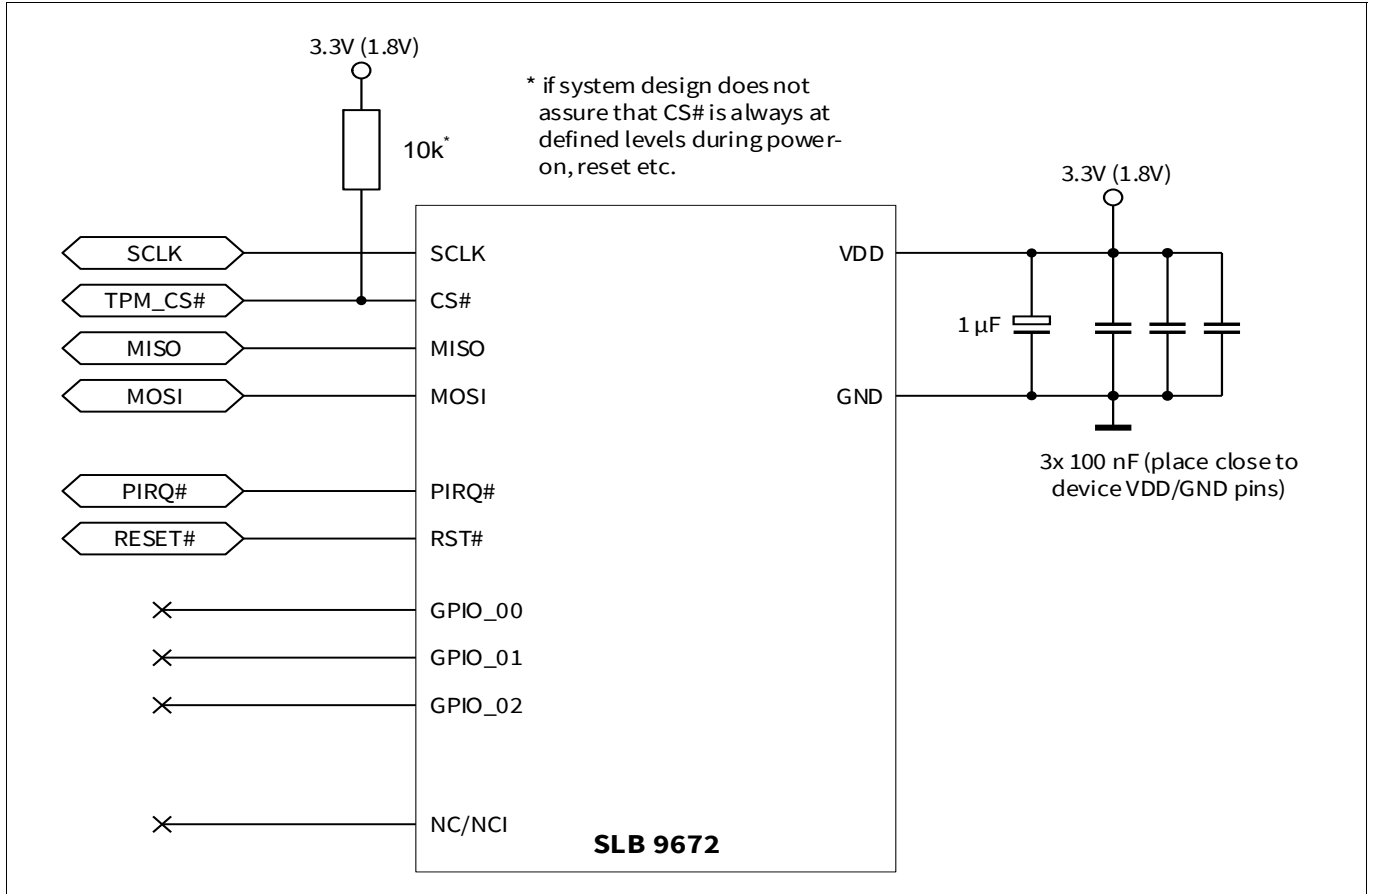 3.3V (1.8V)
10k*
* if system design does not
assure that CS# is always at
defined levels during power-
on, reset etc.
3.3V (1.8V)
SCLK
SCLK
VDD
TPM_CS#
CS#
1 µF
MISO
MISO
MOSI
MOSI
GND
3x 100 nF (place close to
device VDD/GND pins)
PIRQ#
PIRQ#
RESET#
RST#
GPIO_00
GPIO_01
GPIO_02
NC/NCI
SLB 9672